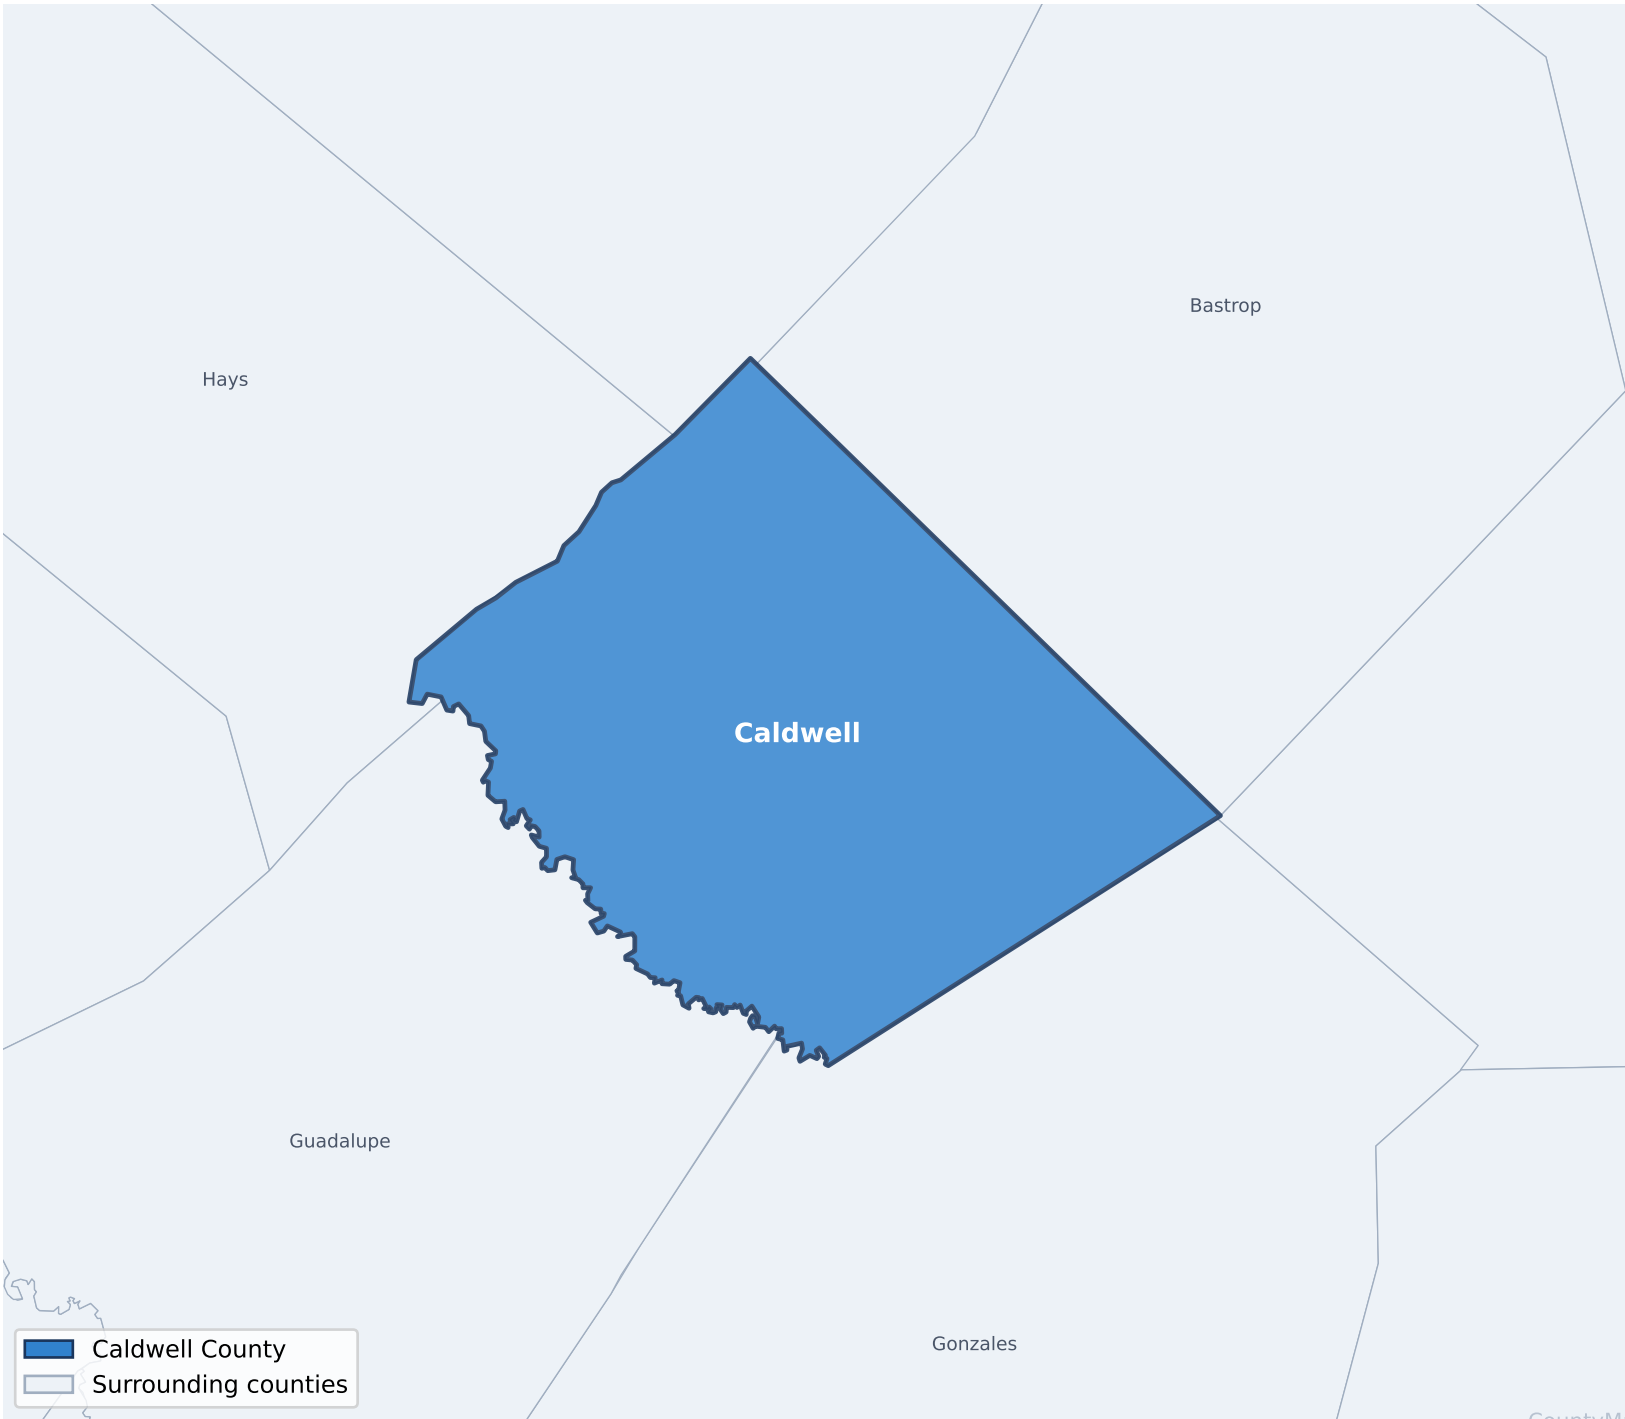 Bastrop
Hays
Caldwell
Guadalupe
Gonzales
Caldwell County
Surrounding counties